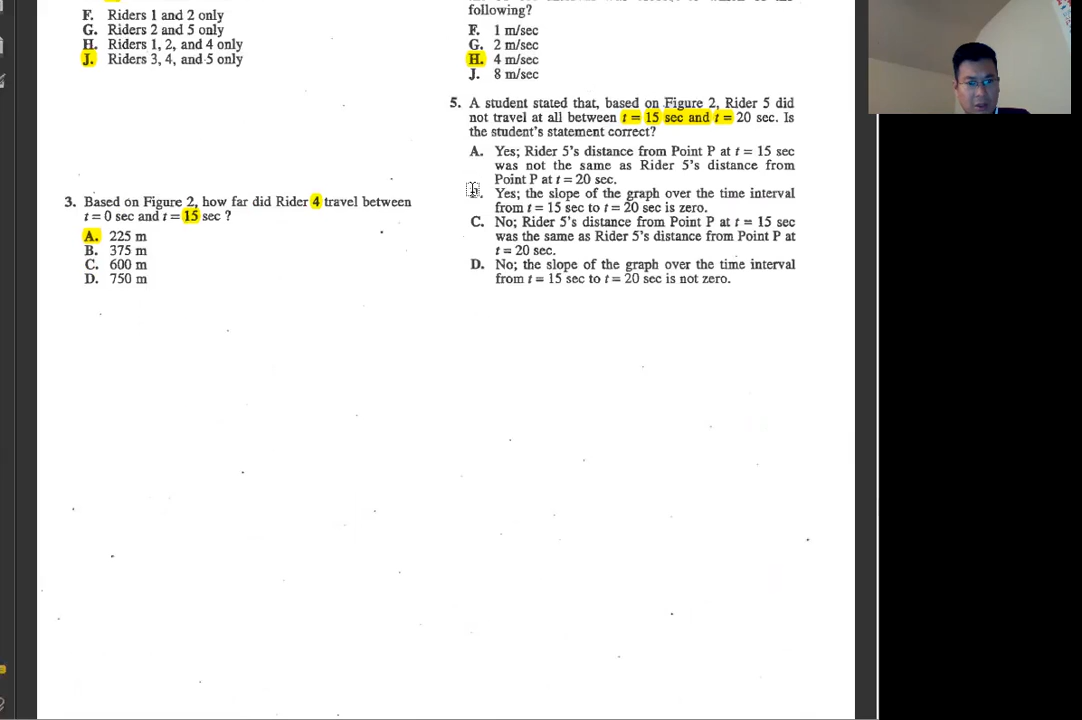 F. Riders 1 and 2 only
G. Riders 2 and 5 only
H. Riders 1, 2, and 4 only
J. Riders 3, 4, and 5 only
3. Based on Figure 2, how far did Rider 4 travel between
t = 0 sec and t = 15 sec ?
A. 225 m
B. 375 m
C. 600 m
D. 750 m
following?
F. 1 m/sec
G. 2 m/sec
H. 4 m/sec
J. 8 m/sec
5. A student stated that, based on Figure 2, Rider 5 did
not travel at all between t = 15 sec and t = 20 sec. Is
the student's statement correct?
A. Yes; Rider 5's distance from Point P at t = 15 sec
was not the same as Rider 5's distance from
Point P at t = 20 sec.
Yes; the slope of the graph over the time interval
from t = 15 sec to t = 20 sec is zero.
C. No; Rider 5's distance from Point P at t = 15 sec
was the same as Rider 5's distance from Point P at
t = 20 sec.
D. No; the slope of the graph over the time interval
from t = 15 sec to t = 20 sec is not zero.